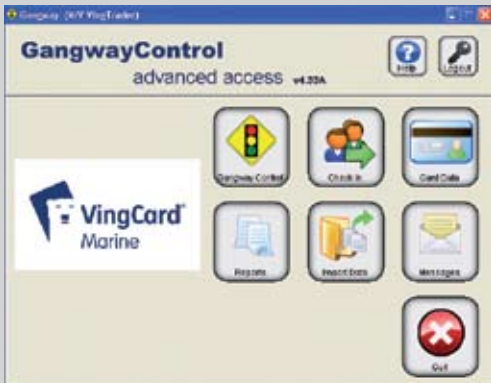 Gangway (M/V VingTrader)
GangwayControl
advanced access v4.33A
Help
Logout
Gangway Control
Check In
Card Data
VingCard®
Marine
Reports
Import Data
Messages
Quit